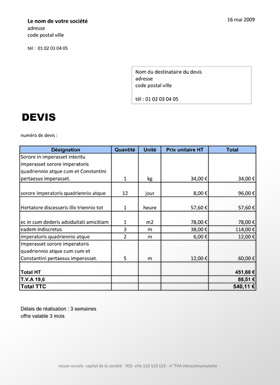 Le nom de votre société
16 mai 2009
adresse
code postal ville
tél : 01 02 03 04 05
Nom du destinataire du devis
adresse
code postal ville
tél : 01 02 03 04 05
DEVIS
numéro de devis :
Désignation Quantité Unité Prix unitaire HT Total
Sorore in imperasset interitu
imperasset sorore imperatoris
quadriennio atque cum et Constantini
pertaesus imperasset. 1 kg 34,00 € 34,00 €
sorore imperatoris quadriennio atque 12 jour 8,00 € 96,00 €
Hortatore discessoris illo triennio tot 1 heure 57,60 € 57,60 €
ec in cum dederis adsiduitati amicitiam 1 m2 78,00 € 78,00 €
eadem indiscretus 3 m 38,00 € 114,00 €
imperatoris quadriennio atque 2 m 6,00 € 12,00 €
Imperasset sorore imperatoris
quadriennio atque cum cum et
Constantini pertaesus imperasset. 5 m 12,00 € 60,00 €
Total HT 451,60 €
T.V.A 19,6 88,51 €
Total TTC 540,11 €
Délais de réalisation : 3 semaines
offre valable 3 mois
raison sociale- capital de la société - RCS